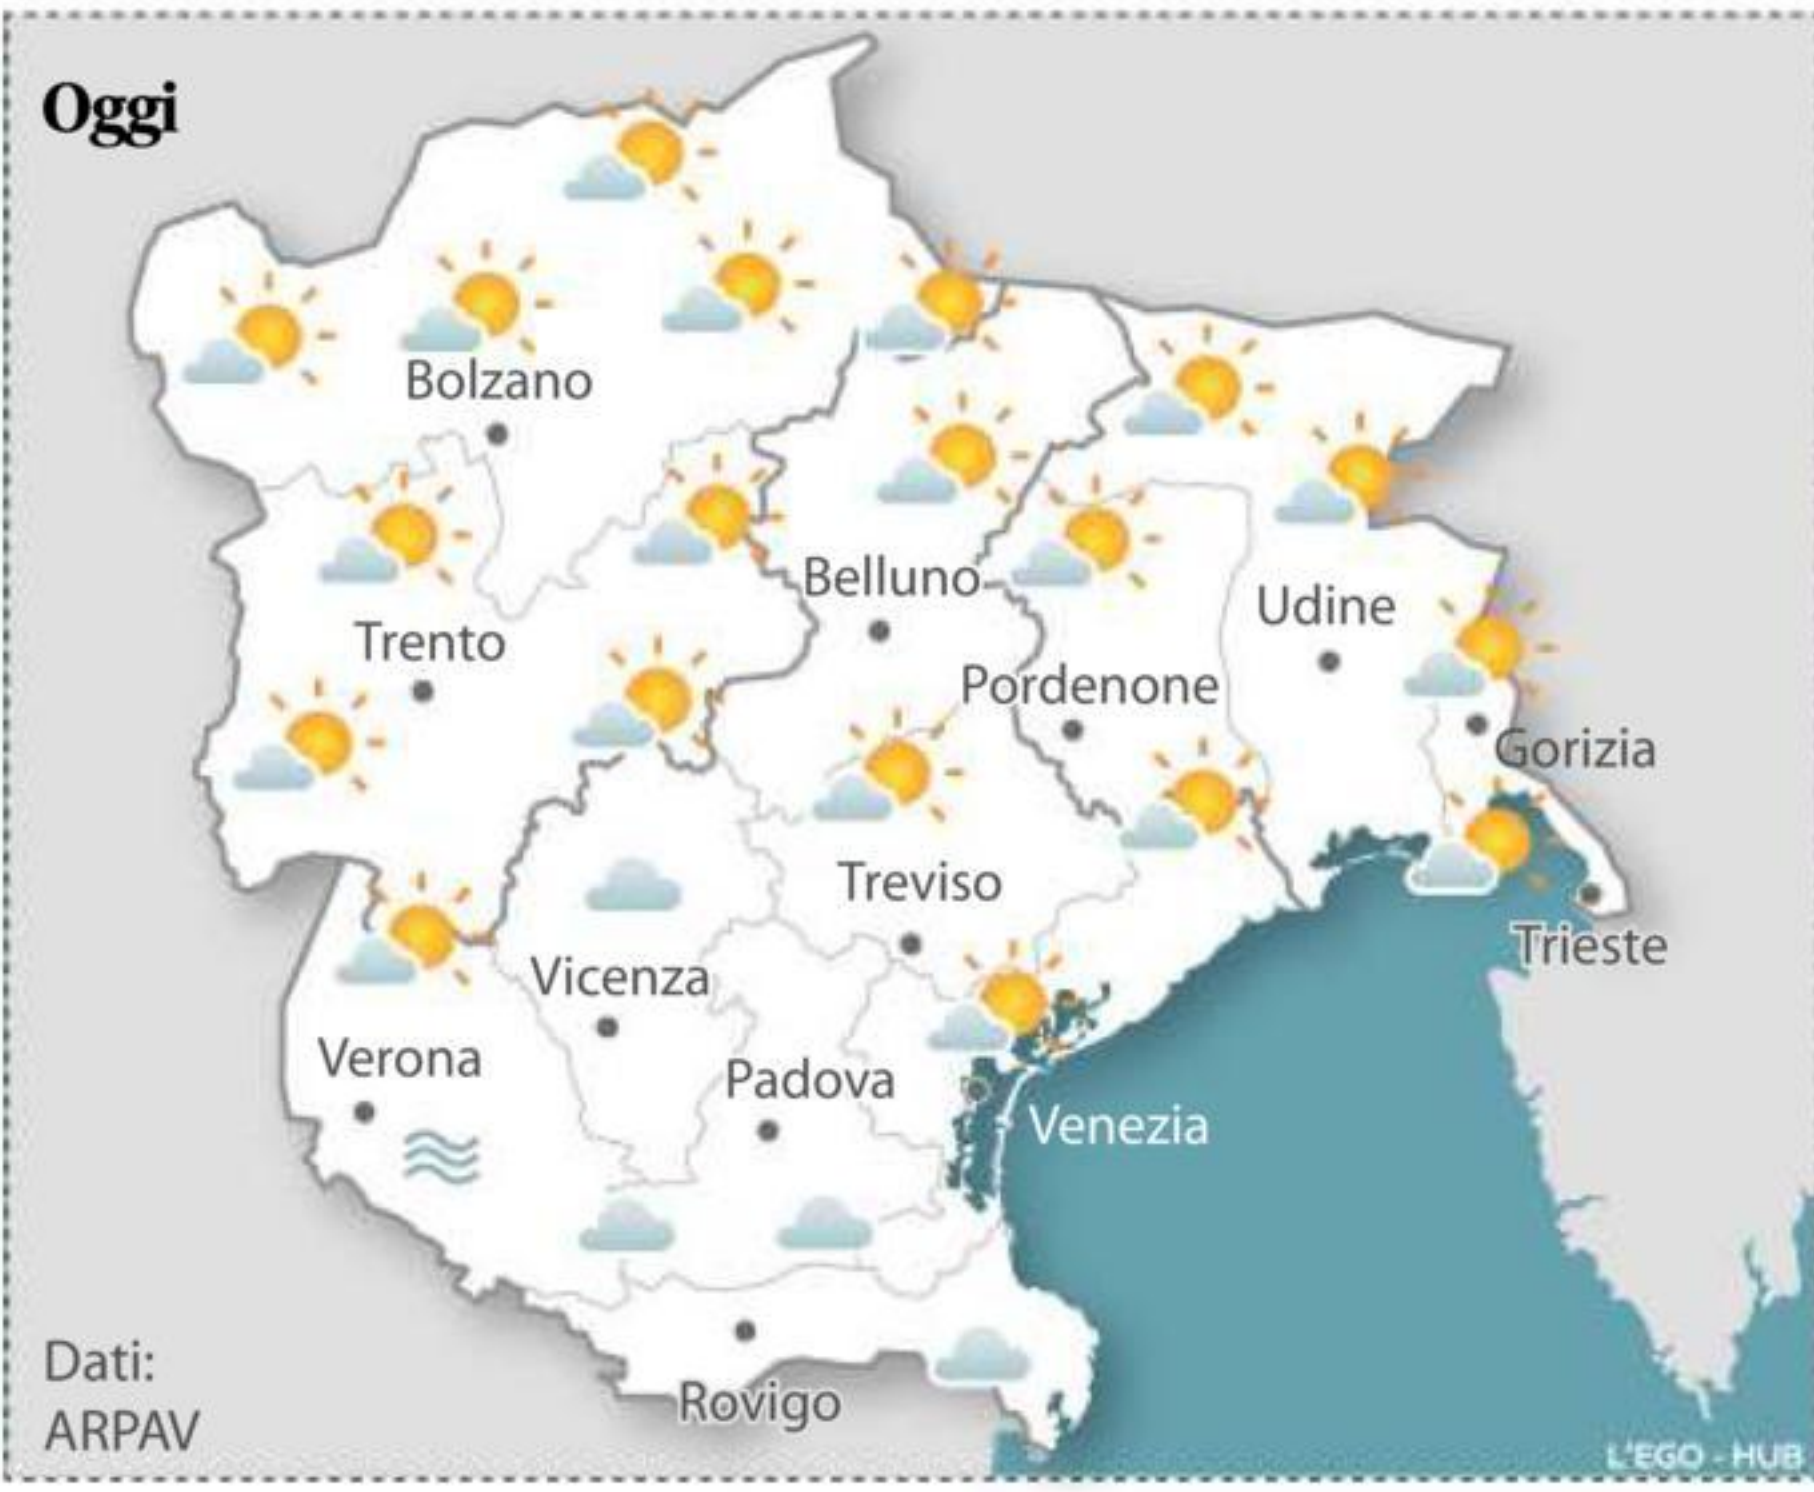 Oggi
Bolzano
Belluno
Udine
Trento
Pordenone
Gorizia
Treviso
Trieste
Vicenza
Verona
Padova
Venezia
Dati:
ARPAV
Rovigo
L'EGO - HUB